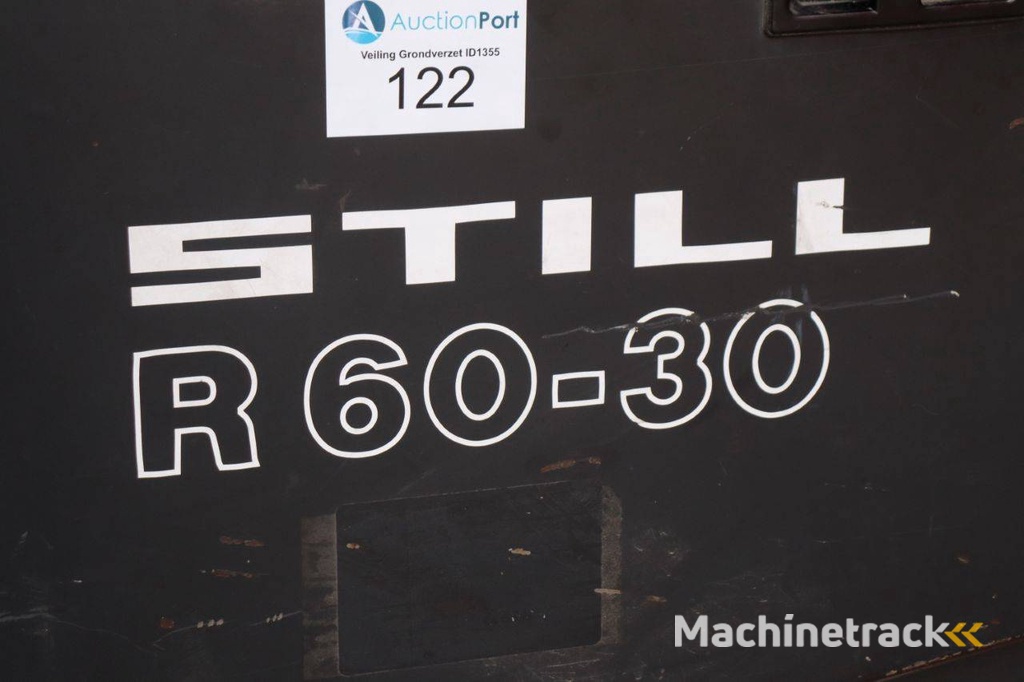 AuctionPort
Veiling Grondverzet ID1355
122
STILL
R 60-30
Machinetrack